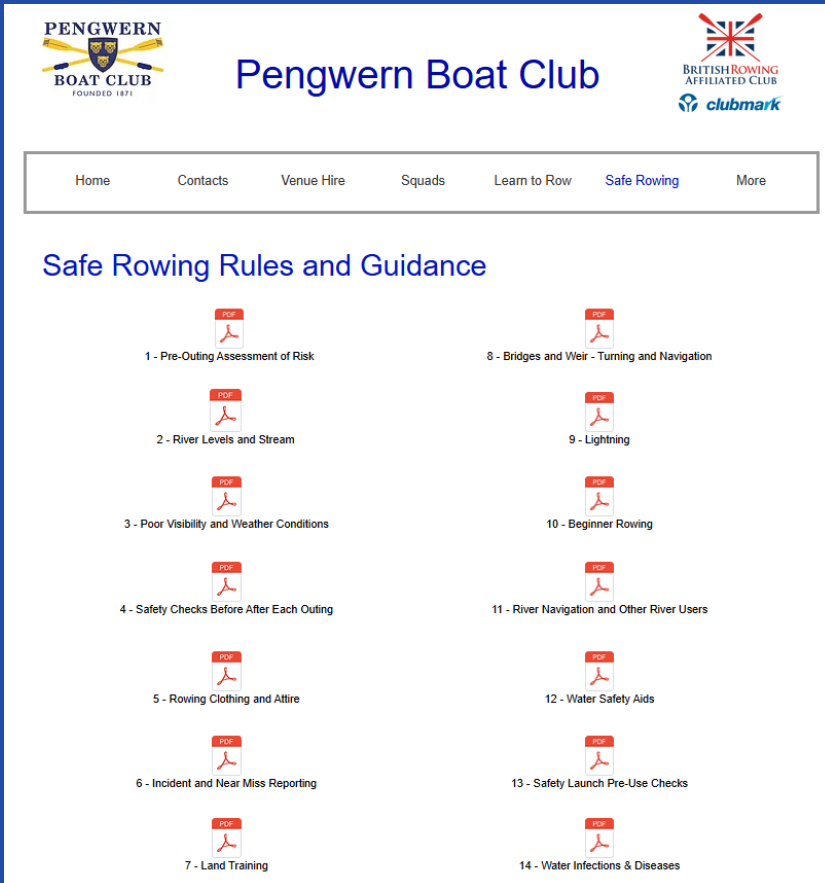 PENGWERN
BOAT CLUB
FOUNDED 1871
Pengwern Boat Club
BRITISHROWING
AFFILIATED CLUB
clubmark
Home Contacts Venue Hire Squads Learn to Row Safe Rowing More
Safe Rowing Rules and Guidance
PDF
1 - Pre-Outing Assessment of Risk
PDF
2 - River Levels and Stream
PDF
3 - Poor Visibility and Weather Conditions
PDF
4 - Safety Checks Before After Each Outing
PDF
5 - Rowing Clothing and Attire
PDF
6 - Incident and Near Miss Reporting
PDF
7 - Land Training
PDF
8 - Bridges and Weir - Turning and Navigation
PDF
9 - Lightning
PDF
10 - Beginner Rowing
PDF
11 - River Navigation and Other River Users
PDF
12 - Water Safety Aids
PDF
13 - Safety Launch Pre-Use Checks
PDF
14 - Water Infections & Diseases